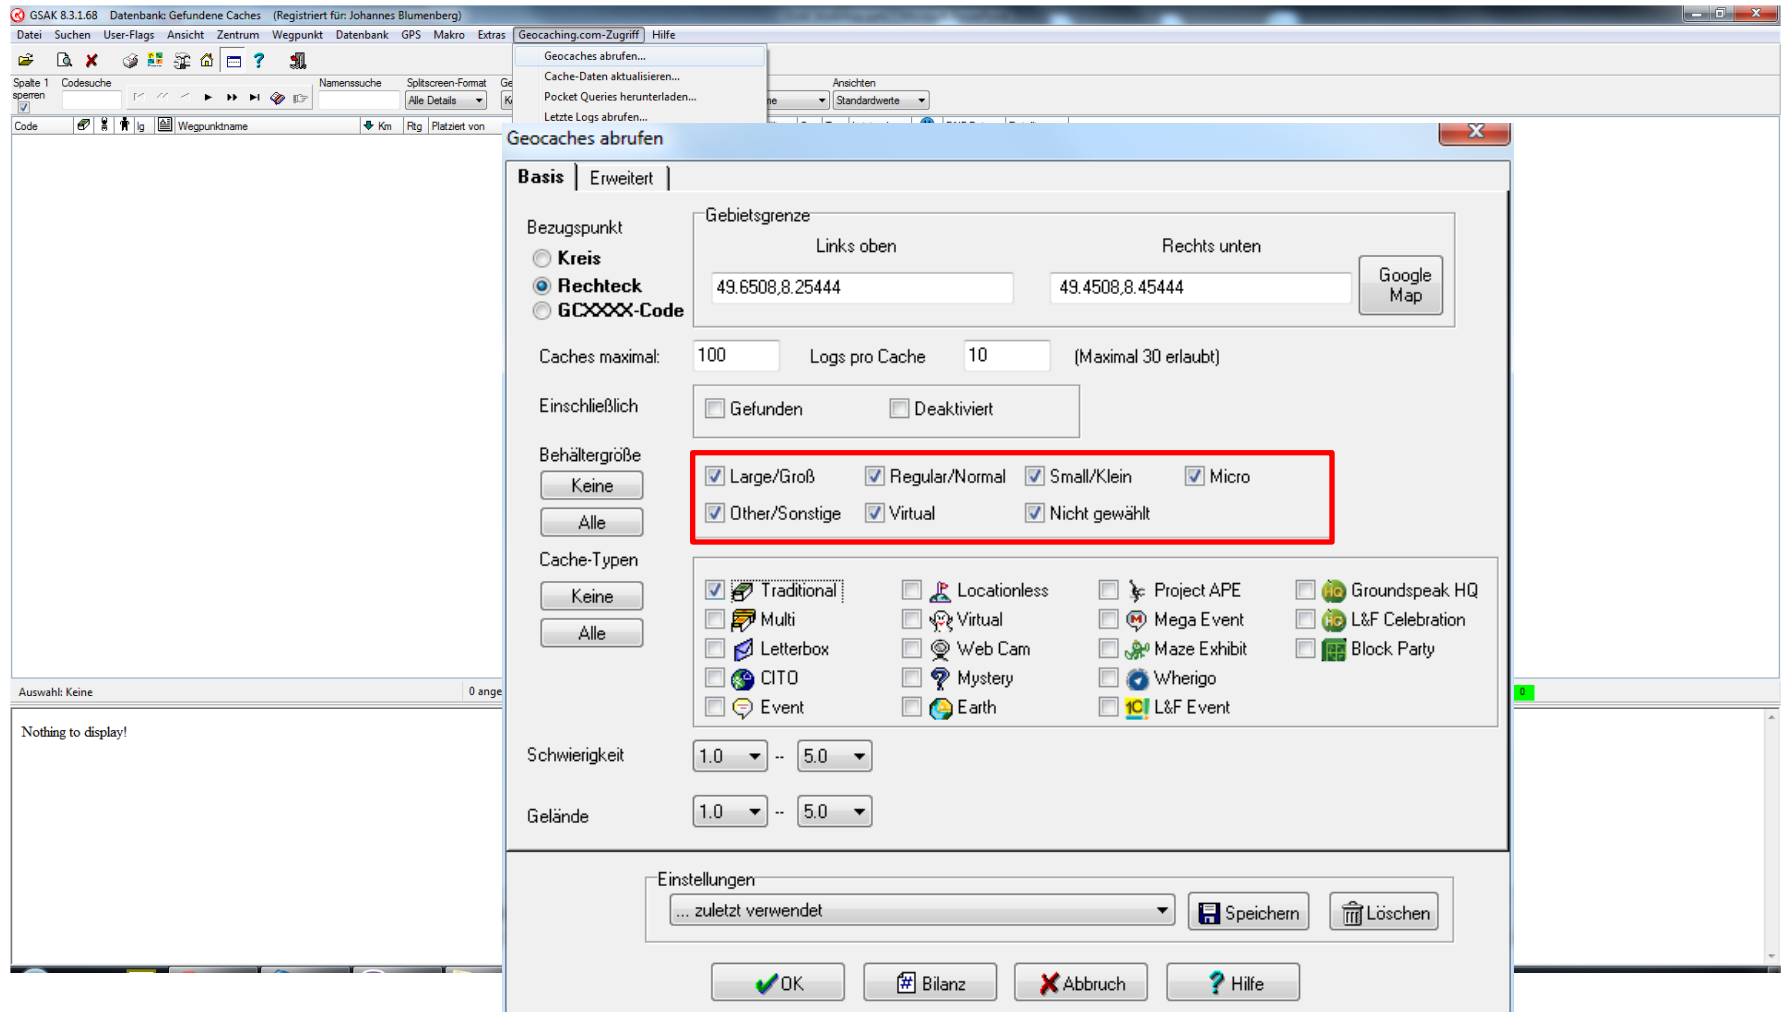 GSAK 8.3.1.68 Datenbank: Gefundene Caches (Registriert für: Johannes Blumenberg)
Datei Suchen User-Flags Ansicht Zentrum Wegpunkt Datenbank GPS Makro Extras Geocaching.com-Zugriff Hilfe
Geocaches abrufen...
Cache-Daten aktualisieren...
Pocket Queries herunterladen...
Letzte Logs abrufen...
Spalte 1 sperren
Codesuche
Namenssuche
Splitscreen-Format
Alle Details
Ansichten
Standardwerte
Code lg Wegpunktname Km Rtg Platziert von
Geocaches abrufen
Basis Erweitert
Bezugspunkt
Kreis
Rechteck
GCXXXX-Code
Gebietsgrenze
Links oben Rechts unten
49.6508,8.25444 49.4508,8.45444
Google Map
Caches maximal: 100 Logs pro Cache 10 (Maximal 30 erlaubt)
Einschließlich Gefunden Deaktiviert
Behältergröße
Keine
Alle
Large/Groß Regular/Normal Small/Klein Micro
Other/Sonstige Virtual Nicht gewählt
Cache-Typen
Keine
Alle
Traditional Locationless Project APE Groundspeak HQ
Multi Virtual Mega Event L&F Celebration
Letterbox Web Cam Maze Exhibit Block Party
CITO Mystery Wherigo
Event Earth L&F Event
Schwierigkeit 1.0 -- 5.0
Gelände 1.0 -- 5.0
Einstellungen
... zuletzt verwendet Speichern Löschen
OK Bilanz Abbruch Hilfe
Auswahl: Keine 0 ange
0
Nothing to display!